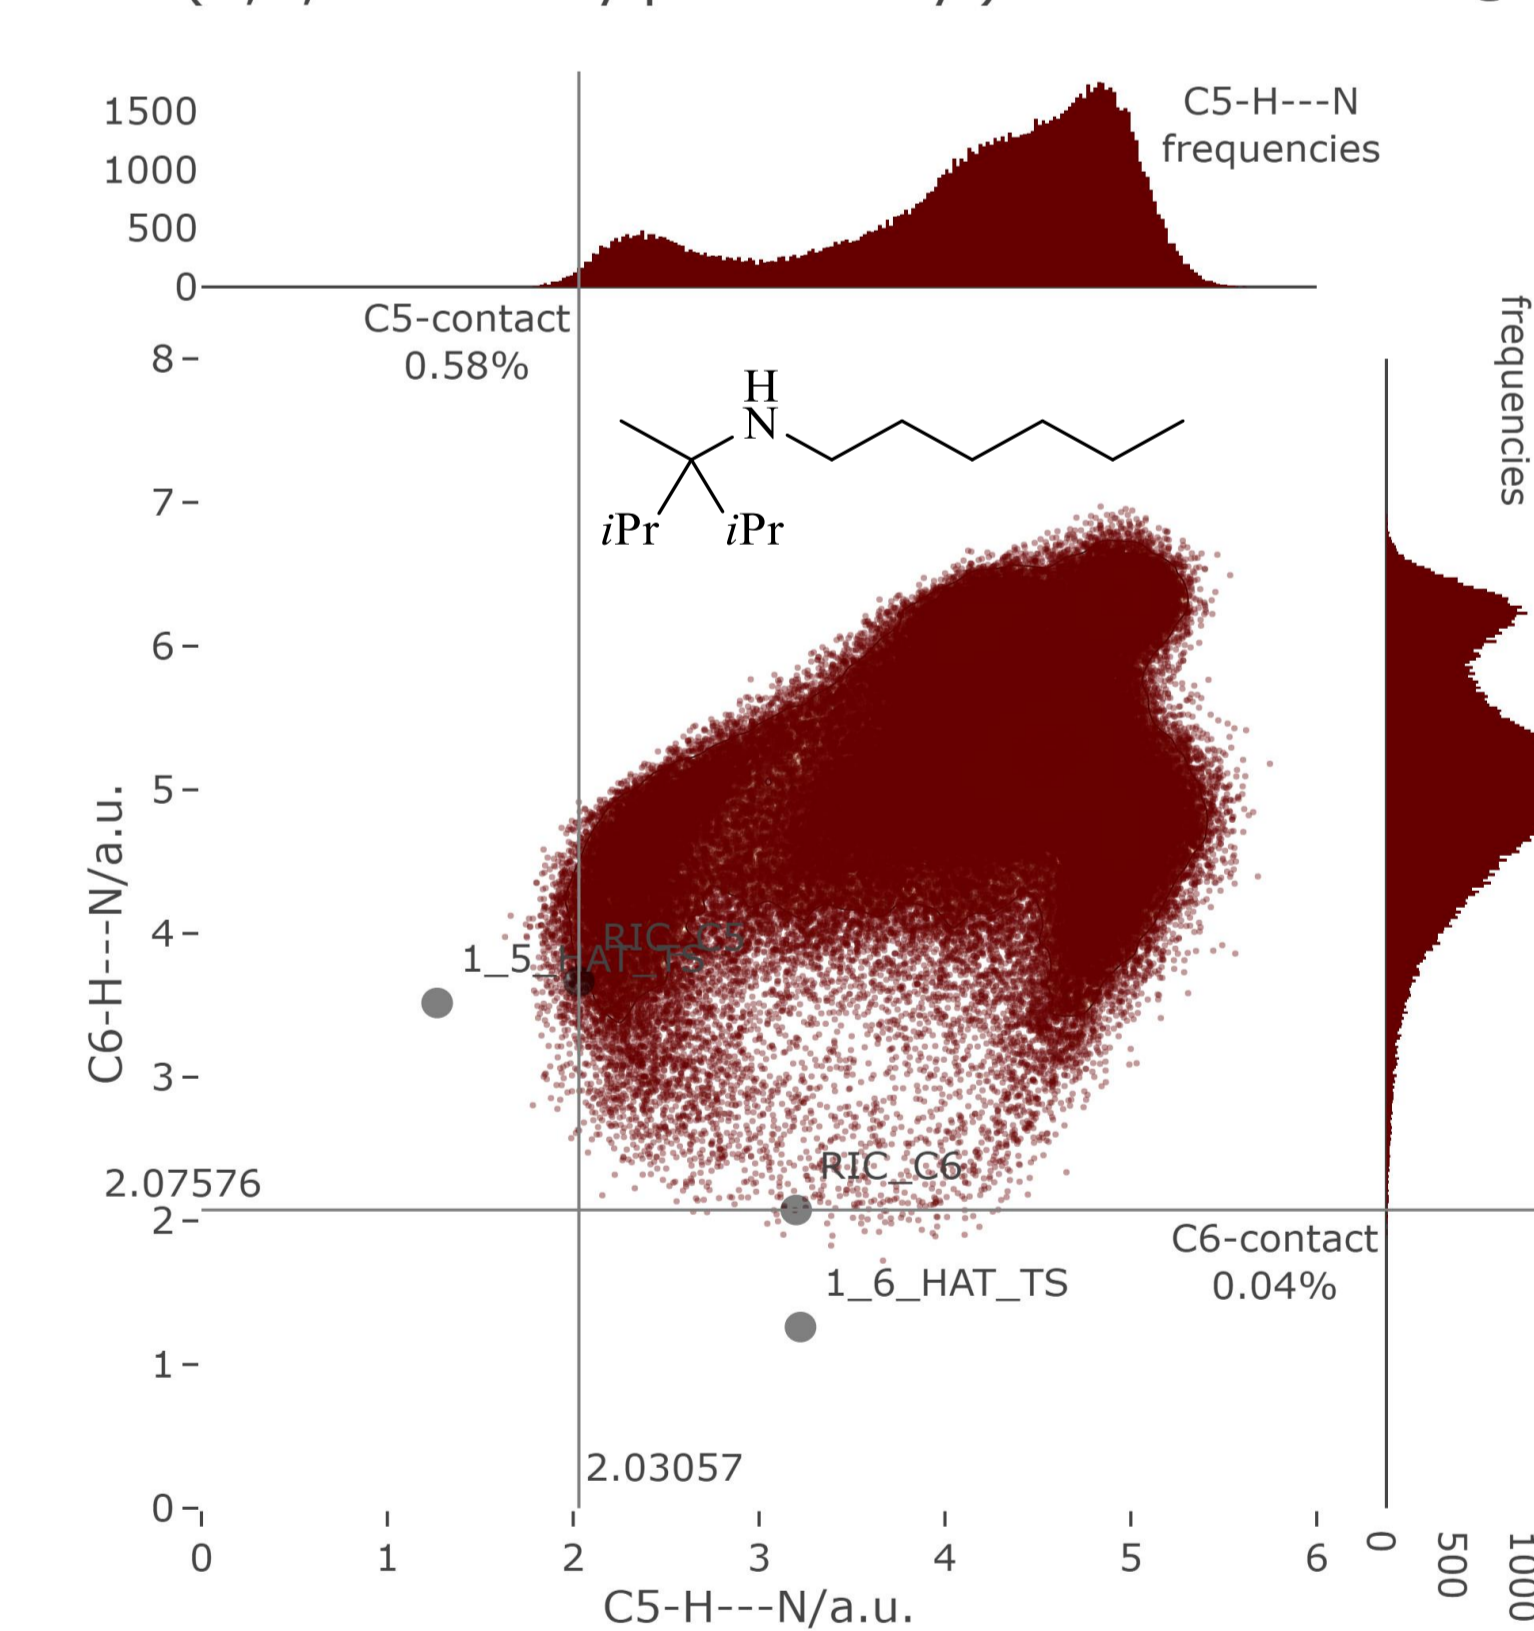 1500
1000
500
0
C5-H---N
frequencies
C5-contact
0.58%
frequencies
8
7
6
5
4
3
2
1
0
H
N
iPr iPr
C6-H---N/a.u.
RIC_C5
1_5_HAT_TS
RIC_C6
2.07576
C6-contact
0.04%
1_6_HAT_TS
2.03057
0 1 2 3 4 5 6
0
500
1000
C5-H---N/a.u.